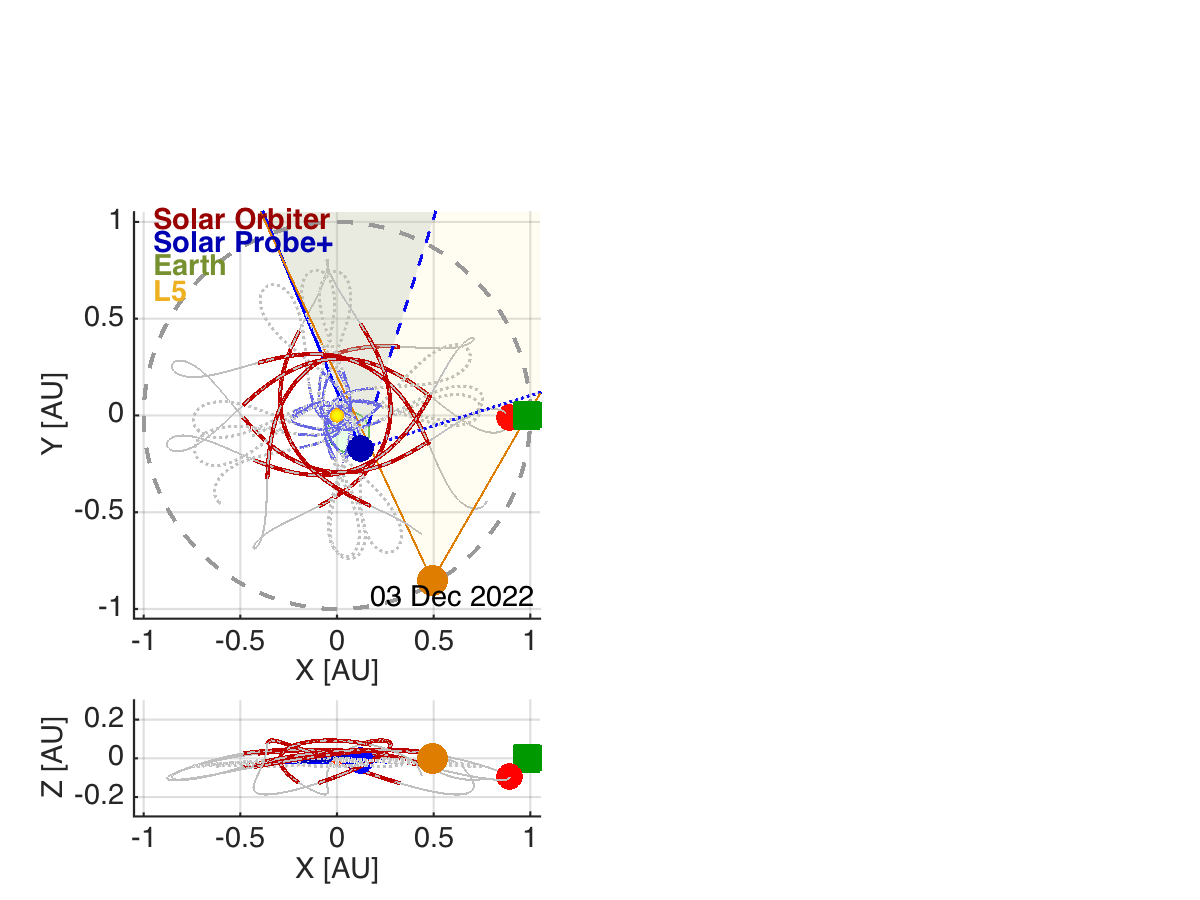 Solar Orbiter
Solar Probe+
Earth
L5
1
0.5
0
-0.5
-1
Y [AU]
03 Dec 2022
-1 -0.5 0 0.5 1
X [AU]
0.2
0
-0.2
Z [AU]
-1 -0.5 0 0.5 1
X [AU]